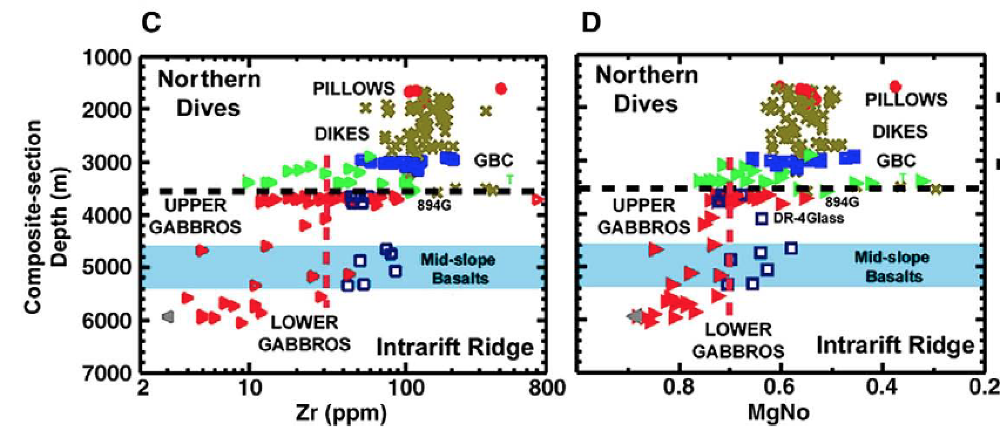 C
D
1000
2000
3000
4000
5000
6000
7000
Composite-section
Depth (m)
Northern
Dives
PILLOWS
DIKES
GBC
T
UPPER
GABBROS
894G
Mid-slope
Basalts
LOWER
GABBROS
Intrarift Ridge
2
10
100
800
Zr (ppm)
Northern
Dives
PILLOWS
DIKES
GBC
T
UPPER
GABBROS
894G
DR-4Glass
Mid-slope
Basalts
LOWER
GABBROS
Intrarift Ridge
0.8
0.6
0.4
0.2
MgNo